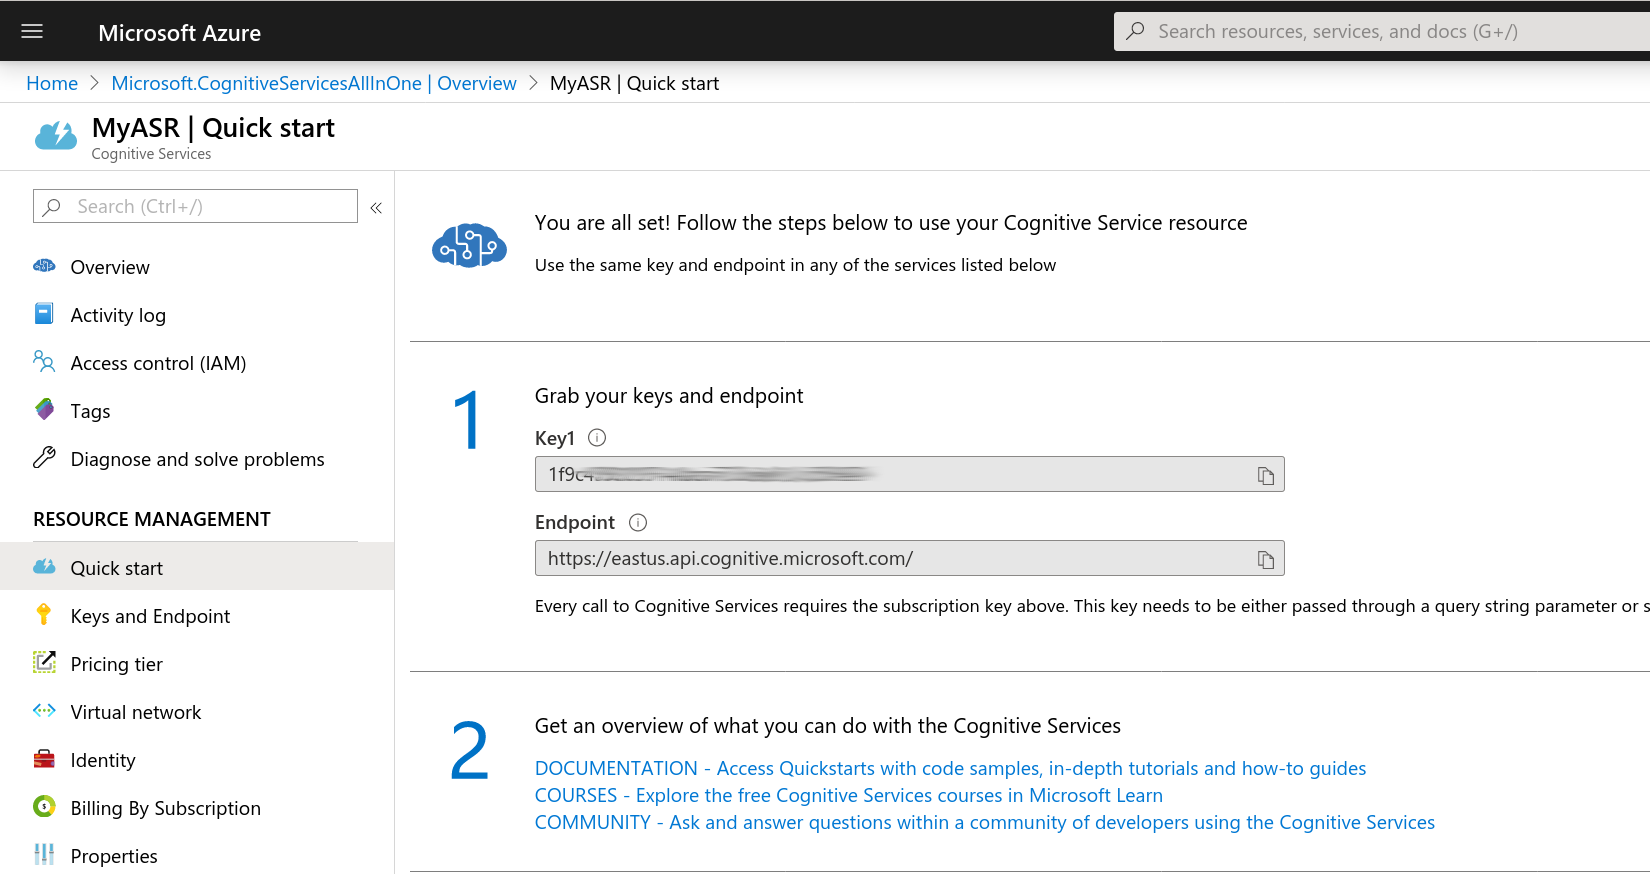 Microsoft Azure
Search resources, services, and docs (G+/)
Home > Microsoft.CognitiveServicesAllInOne | Overview > MyASR | Quick start
MyASR | Quick start
Cognitive Services
Search (Ctrl+/)
«
Overview
Activity log
Access control (IAM)
Tags
Diagnose and solve problems
RESOURCE MANAGEMENT
Quick start
Keys and Endpoint
Pricing tier
Virtual network
Identity
Billing By Subscription
Properties
You are all set! Follow the steps below to use your Cognitive Service resource
Use the same key and endpoint in any of the services listed below
1
Grab your keys and endpoint
Key1
1f9c4
Endpoint
https://eastus.api.cognitive.microsoft.com/
Every call to Cognitive Services requires the subscription key above. This key needs to be either passed through a query string parameter or s
2
Get an overview of what you can do with the Cognitive Services
DOCUMENTATION - Access Quickstarts with code samples, in-depth tutorials and how-to guides
COURSES - Explore the free Cognitive Services courses in Microsoft Learn
COMMUNITY - Ask and answer questions within a community of developers using the Cognitive Services